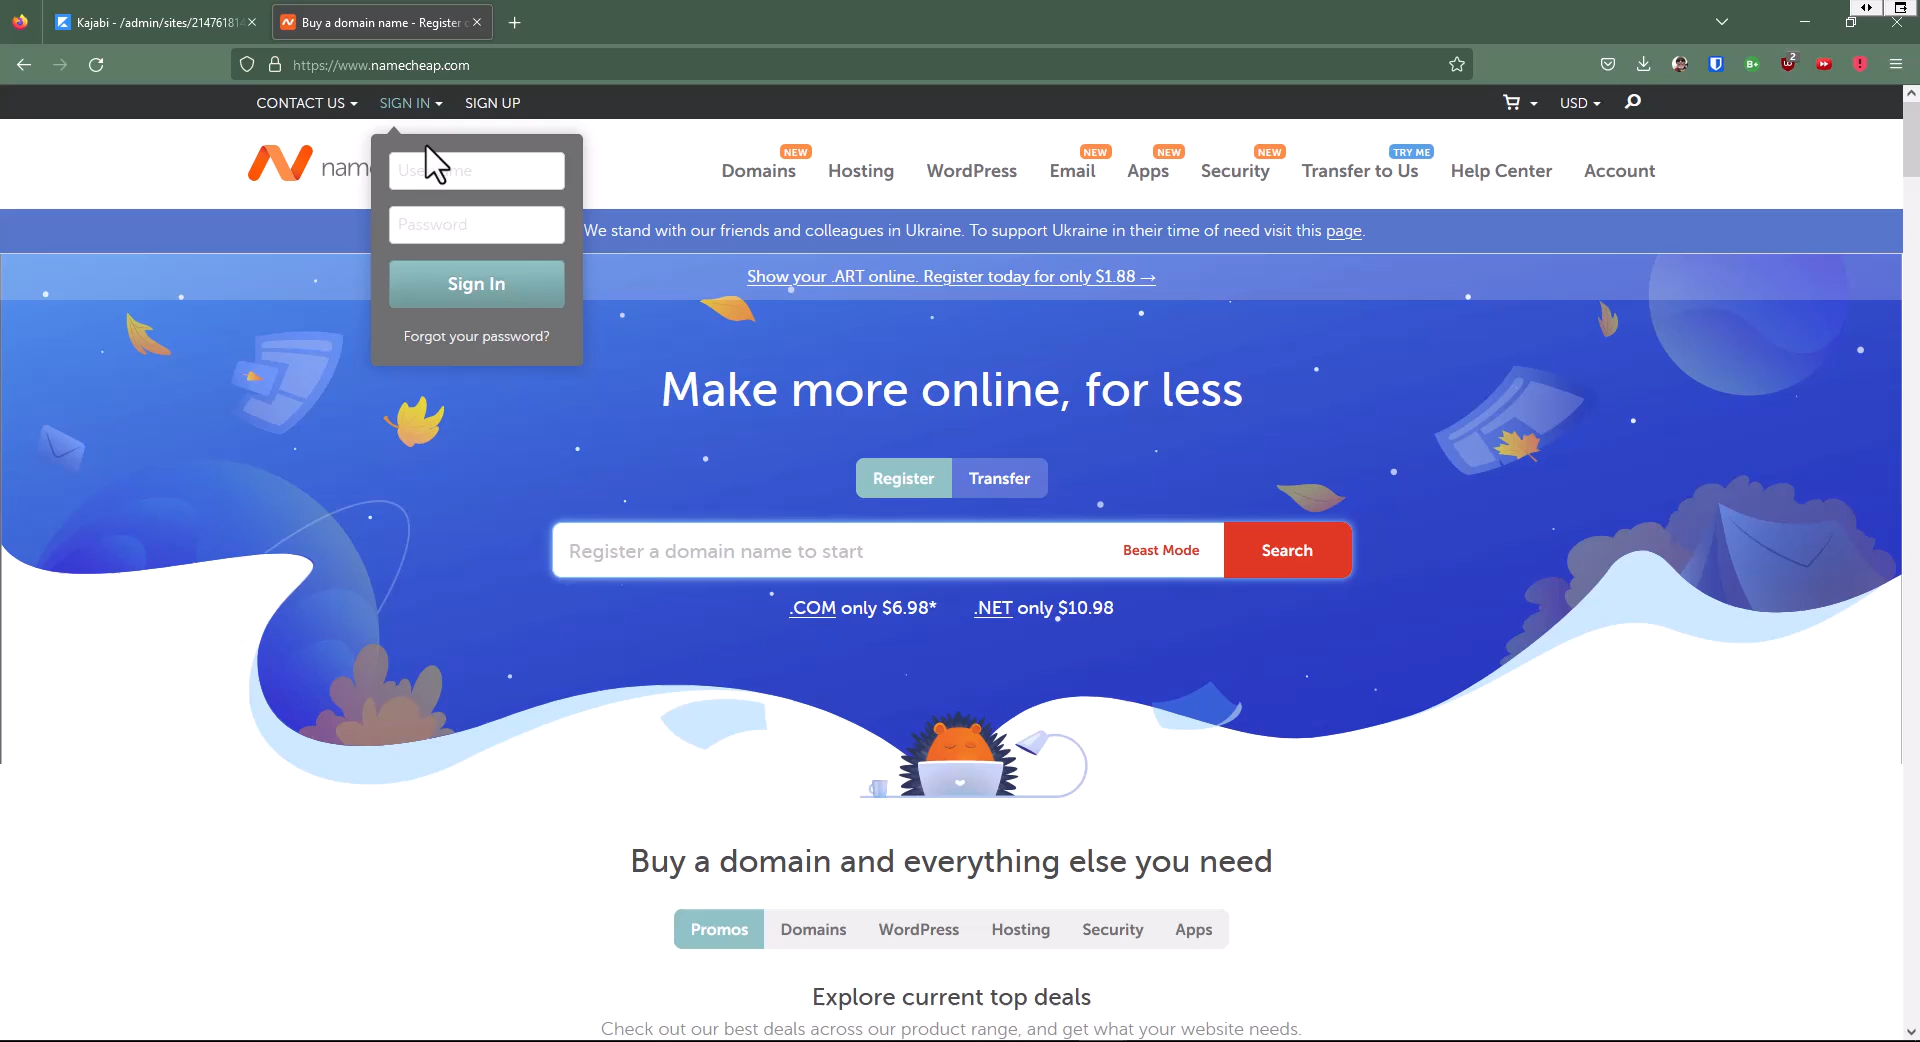 Kajabi - /admin/sites/21476181
Buy a domain name - Register
https://www.namecheap.com
2
CONTACT US
SIGN IN
SIGN UP
USD
name
Username
Password
Sign In
Forgot your password?
NEW
NEW
NEW
NEW
TRY ME
Domains
Hosting
WordPress
Email
Apps
Security
Transfer to Us
Help Center
Account
We stand with our friends and colleagues in Ukraine. To support Ukraine in their time of need visit this page.
Show your .ART online. Register today for only $1.88 →
Make more online, for less
Register
Transfer
Register a domain name to start
Beast Mode
Search
.COM only $6.98*
.NET only $10.98
Buy a domain and everything else you need
Promos
Domains
WordPress
Hosting
Security
Apps
Explore current top deals
Check out our best deals across our product range, and get what your website needs.